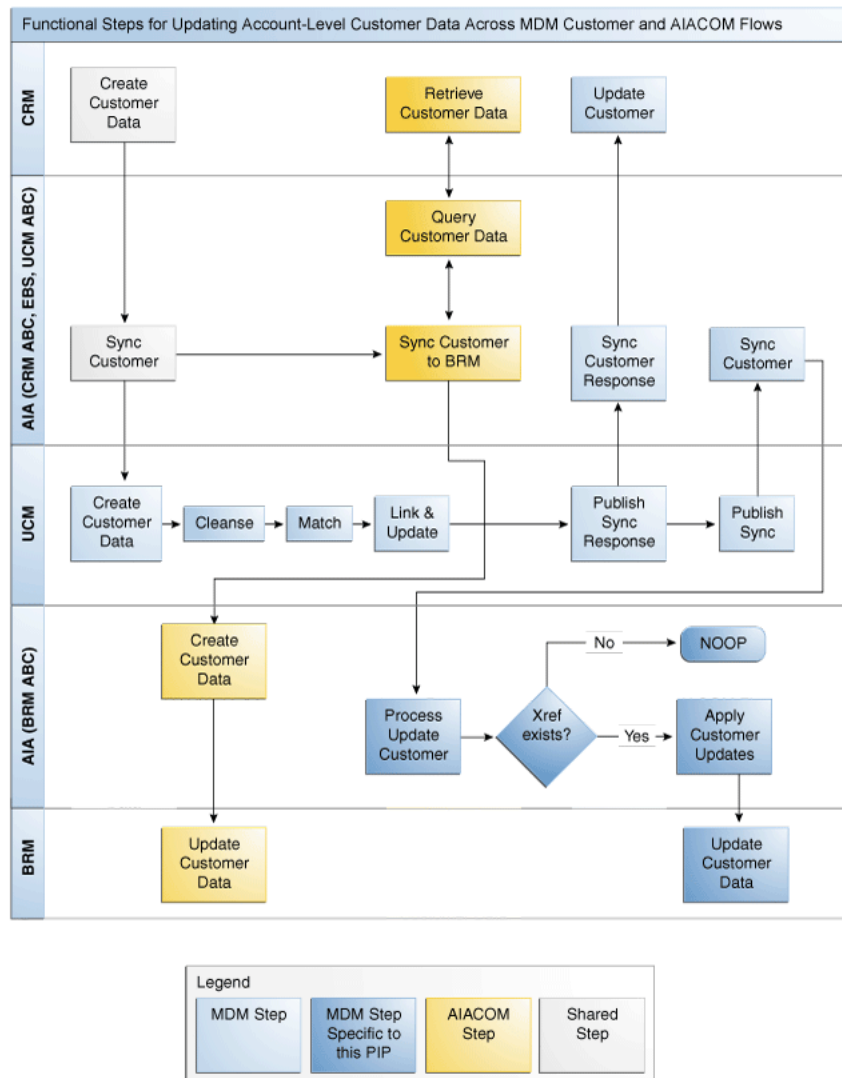 Functional Steps for Updating Account-Level Customer Data Across MDM Customer and AIACOM Flows
CRM
Create
Customer
Data
Retrieve
Customer Data
Update
Customer
AIA (CRM ABC, EBS, UCM ABC)
Query
Customer Data
Sync
Customer
Sync Customer
to BRM
Sync
Customer
Response
Sync
Customer
UCM
Create
Customer
Data
Cleanse
Match
Link &
Update
Publish
Sync
Response
Publish
Sync
AIA (BRM ABC)
Create
Customer
Data
No
NOOP
Process
Update
Customer
Xref
exists?
Yes
Apply
Customer
Updates
BRM
Update
Customer
Data
Update
Customer
Data
Legend
MDM Step
MDM Step
Specific to
this PIP
AIACOM
Step
Shared
Step